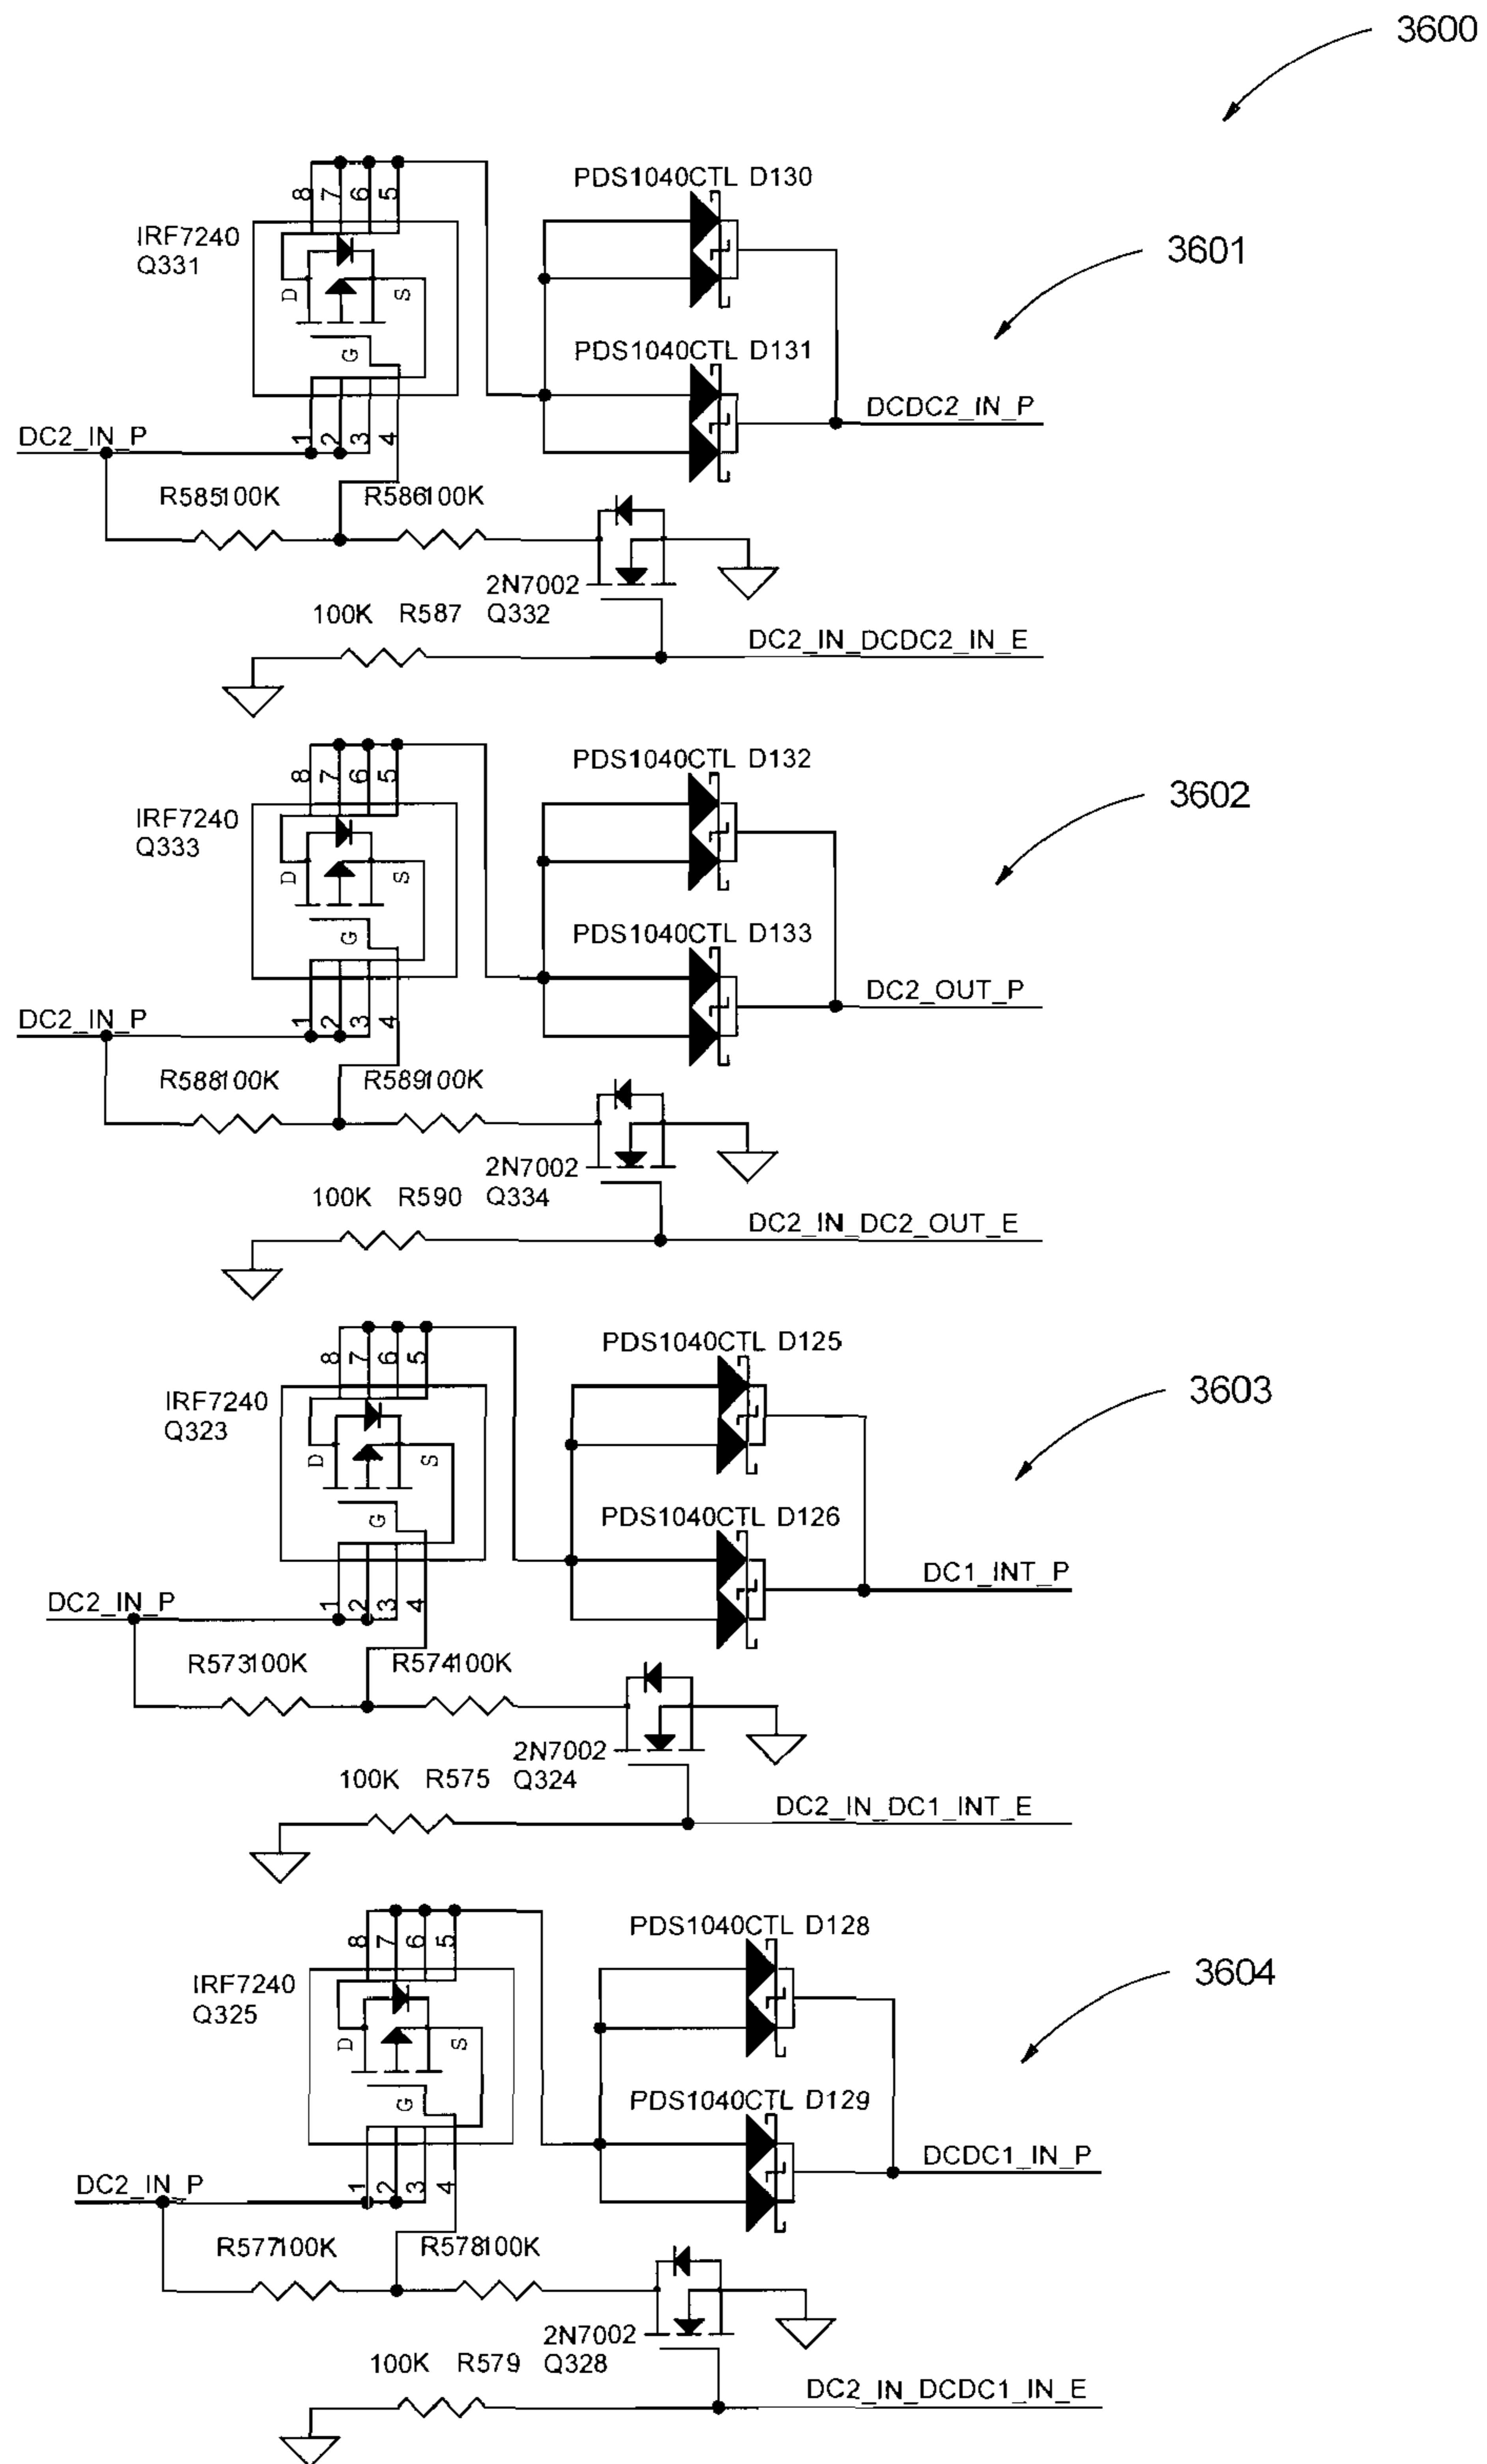 3600
PDS1040CTL D130
8 7 6 5
IRF7240
Q331
D S
G
3601
PDS1040CTL D131
DCDC2_IN_P
DC2_IN_P
1 2 3 4
R585100K R586100K
2N7002
100K R587 Q332
DC2_IN_DCDC2_IN_E
PDS1040CTL D132
8 7 6 5
IRF7240
Q333
D S
G
3602
PDS1040CTL D133
DC2_OUT_P
DC2_IN_P
1 2 3 4
R588100K R589100K
2N7002
100K R590 Q334
DC2_IN_DC2_OUT_E
PDS1040CTL D125
8 7 6 5
IRF7240
Q323
D S
G
3603
PDS1040CTL D126
DC1_INT_P
DC2_IN_P
1 2 3 4
R573100K R574100K
2N7002
100K R575 Q324
DC2_IN_DC1_INT_E
PDS1040CTL D128
8 7 6 5
IRF7240
Q325
D S
G
3604
PDS1040CTL D129
DCDC1_IN_P
DC2_IN_P
1 2 3 4
R577100K R578100K
2N7002
100K R579 Q328
DC2_IN_DCDC1_IN_E